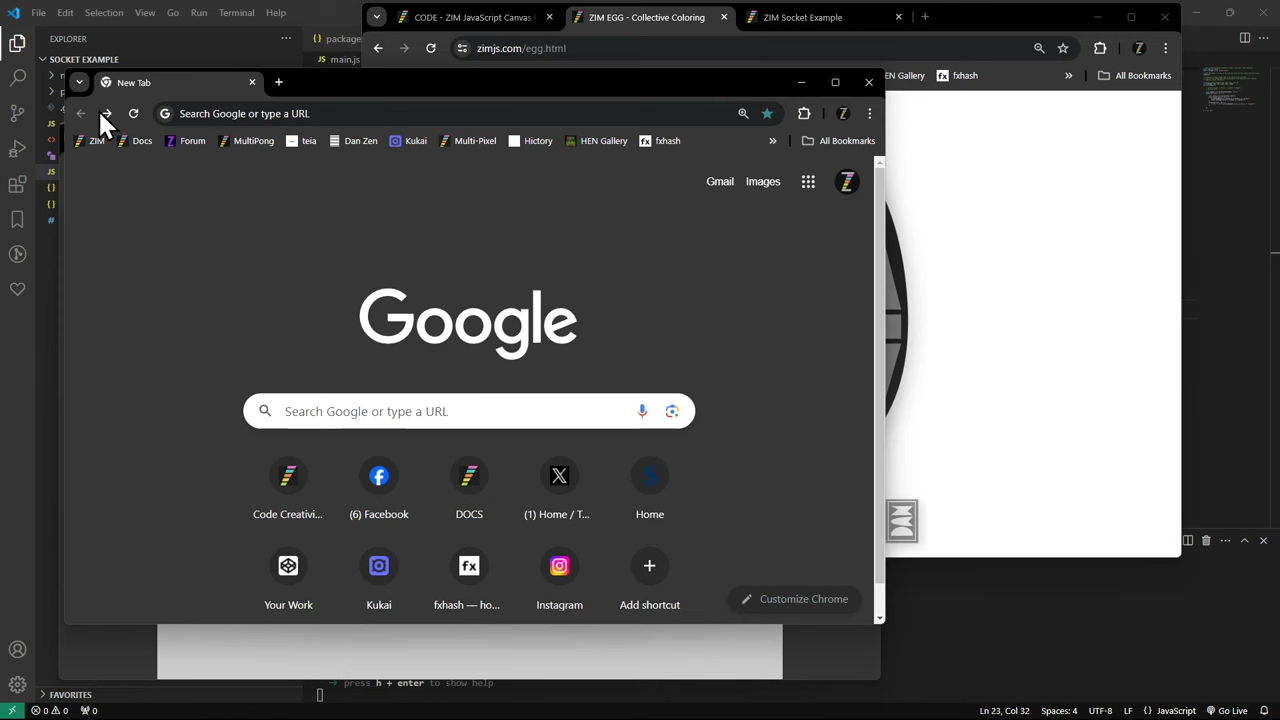 File Edit Selection View Go Run Terminal Help
EXPLORER
SOCKET EXAMPLE
package
main.js
CODE - ZIM JavaScript Canvas
ZIM EGG - Collective Coloring
ZIM Socket Example
zimjs.com/egg.html
EN Gallery
fxhash
All Bookmarks
New Tab
Search Google or type a URL
ZIM
Docs
Forum
MultiPong
teia
Dan Zen
Kukai
Multi-Pixel
Hictory
HEN Gallery
fxhash
All Bookmarks
Gmail Images
Google
Search Google or type a URL
Code Creativi...
(6) Facebook
DOCS
(1) Home / T...
Home
Your Work
Kukai
fxhash — ho...
Instagram
Add shortcut
Customize Chrome
press h + enter to show help
FAVORITES
0 0 0
Ln 23, Col 32 Spaces: 4 UTF-8 LF {} JavaScript Go Live